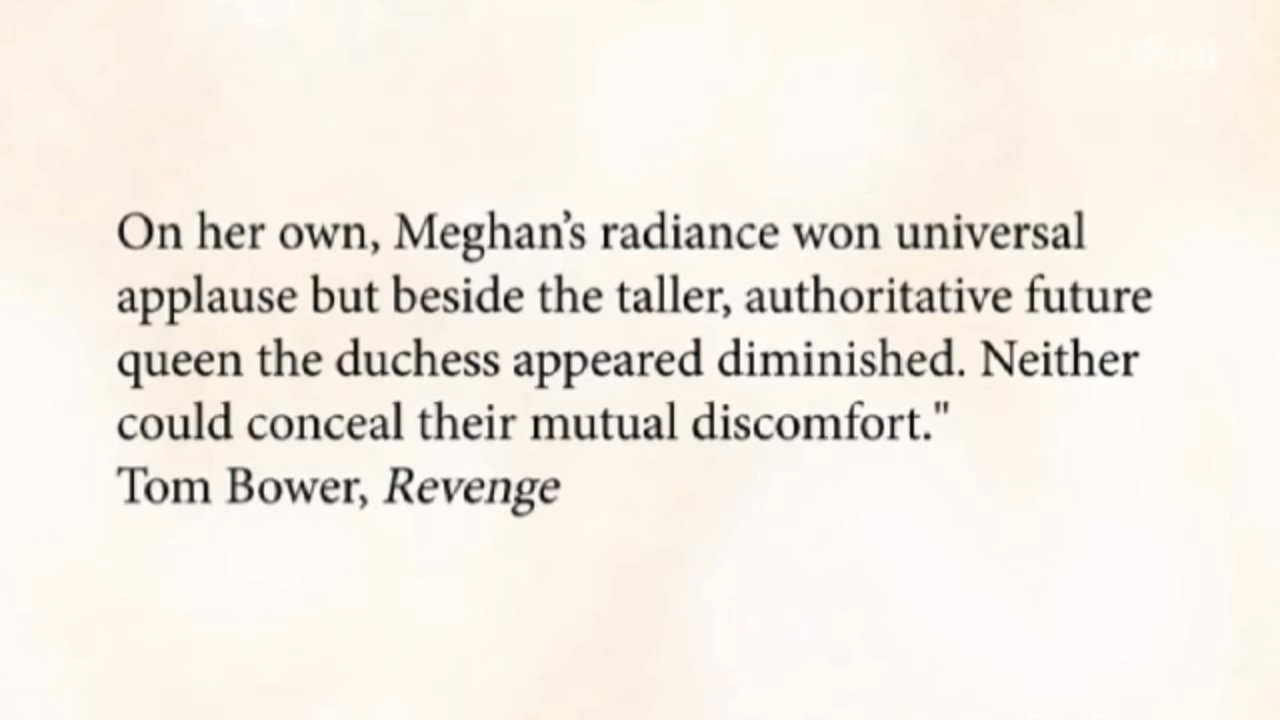 On her own, Meghan’s radiance won universal
applause but beside the taller, authoritative future
queen the duchess appeared diminished. Neither
could conceal their mutual discomfort."
Tom Bower, Revenge